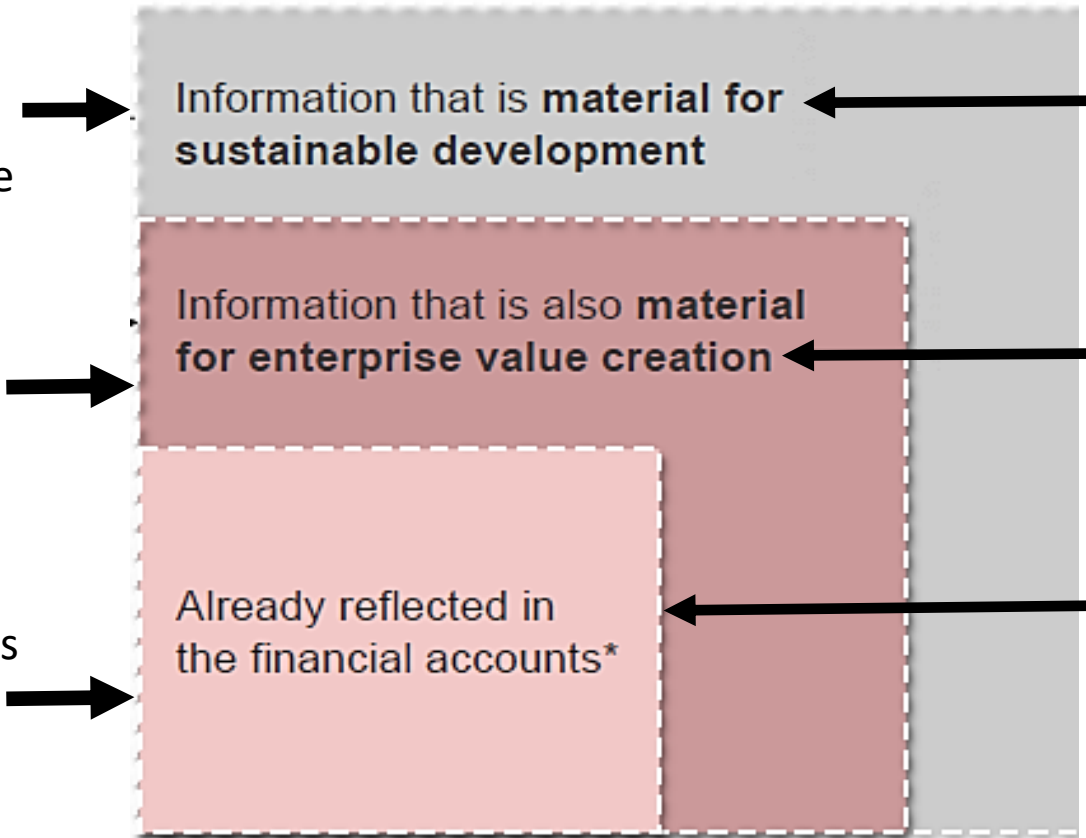 Information that is material for
sustainable development
e
Information that is also material
for enterprise value creation
Already reflected in
s
the financial accounts*